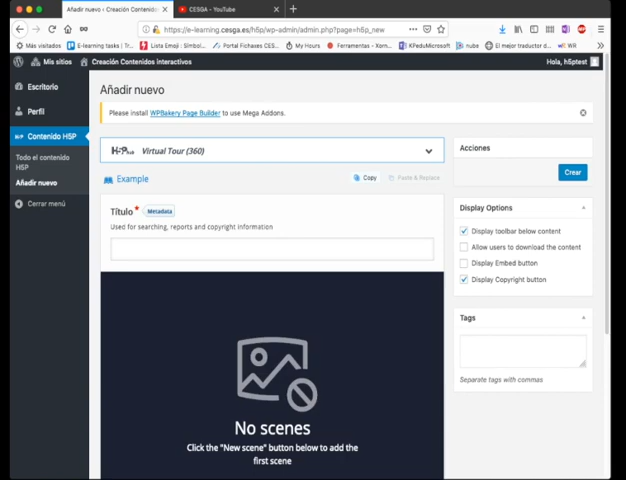 Añadir nuevo ‹ Creación Contenidos
CESGA - YouTube
https://e-learning.cesga.es/h5p/wp-admin/admin.php?page=h5p_new
Más visitados
E-learning tasks | Tr...
Lista Emoji : Símbol...
Portal Fichajes CES...
My Hours
Ferramentas - Xorn...
KPeduMicrosoft
nube
El mejor traductor d...
WR
Mis sitios
Creación Contenidos interactivos
Hola, h5ptest
Escritorio
Perfil
Contenido H5P
Todo el contenido
H5P
Añadir nuevo
Cerrar menú
Añadir nuevo
Please install WPBakery Page Builder to use Mega Addons.
H5P hub Virtual Tour (360)
Example
Copy
Paste & Replace
Título * Metadata
Used for searching, reports and copyright information
No scenes
Click the "New scene" button below to add the
first scene
Acciones
Crear
Display Options
Display toolbar below content
Allow users to download the content
Display Embed button
Display Copyright button
Tags
Separate tags with commas